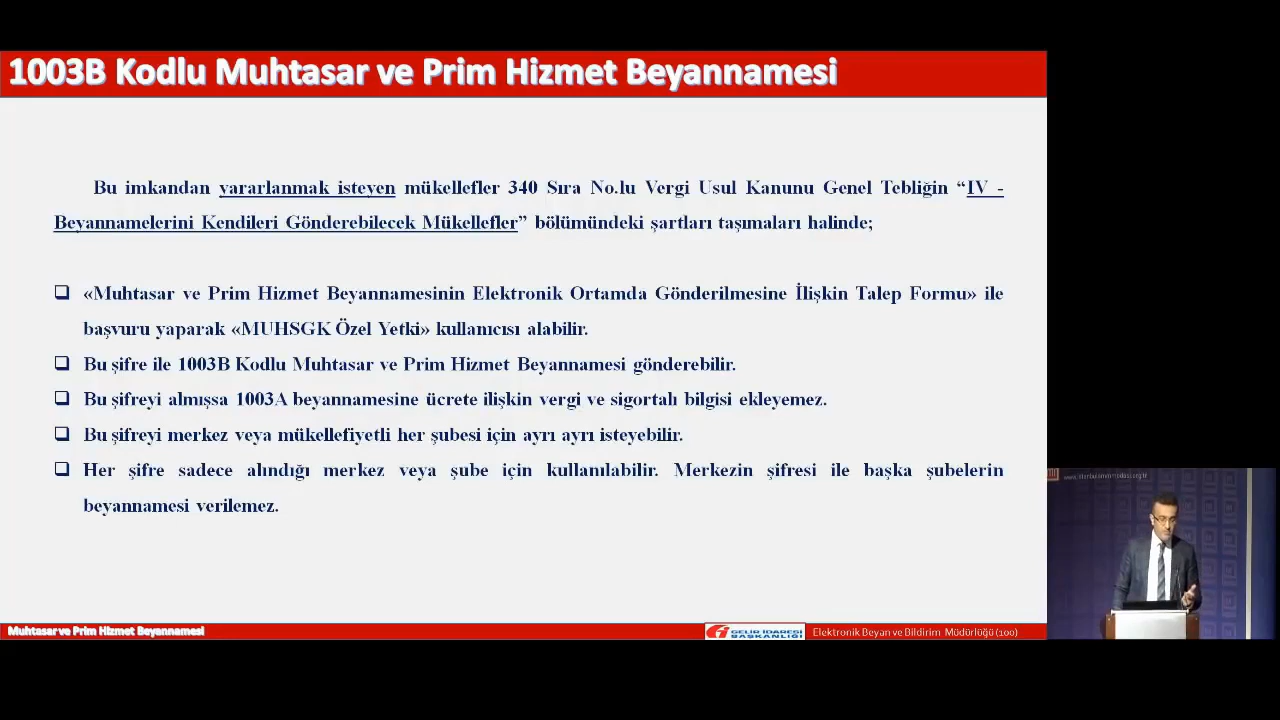 1003B Kodlu Muhtasar ve Prim Hizmet Beyannamesi
Bu imkandan yararlanmak isteyen mükellefler 340 Sıra No.lu Vergi Usul Kanunu Genel Tebliğin “IV -
Beyannamelerini Kendileri Gönderebilecek Mükellefler” bölümündeki şartları taşımaları halinde;
❑ «Muhtasar ve Prim Hizmet Beyannamesinin Elektronik Ortamda Gönderilmesine İlişkin Talep Formu» ile
başvuru yaparak «MUHSGK Özel Yetki» kullanıcısı alabilir.
❑ Bu şifre ile 1003B Kodlu Muhtasar ve Prim Hizmet Beyannamesi gönderebilir.
❑ Bu şifreyi almışsa 1003A beyannamesine ücrete ilişkin vergi ve sigortalı bilgisi ekleyemez.
❑ Bu şifreyi merkez veya mükellefiyetli her şubesi için ayrı ayrı isteyebilir.
❑ Her şifre sadece alındığı merkez veya şube için kullanılabilir. Merkezin şifresi ile başka şubelerin
beyannamesi verilemez.
Muhtasar ve Prim Hizmet Beyannamesi
GELİR İDARESİ
BAŞKANLIĞI
Elektronik Beyan ve Bildirim Müdürlüğü (100)